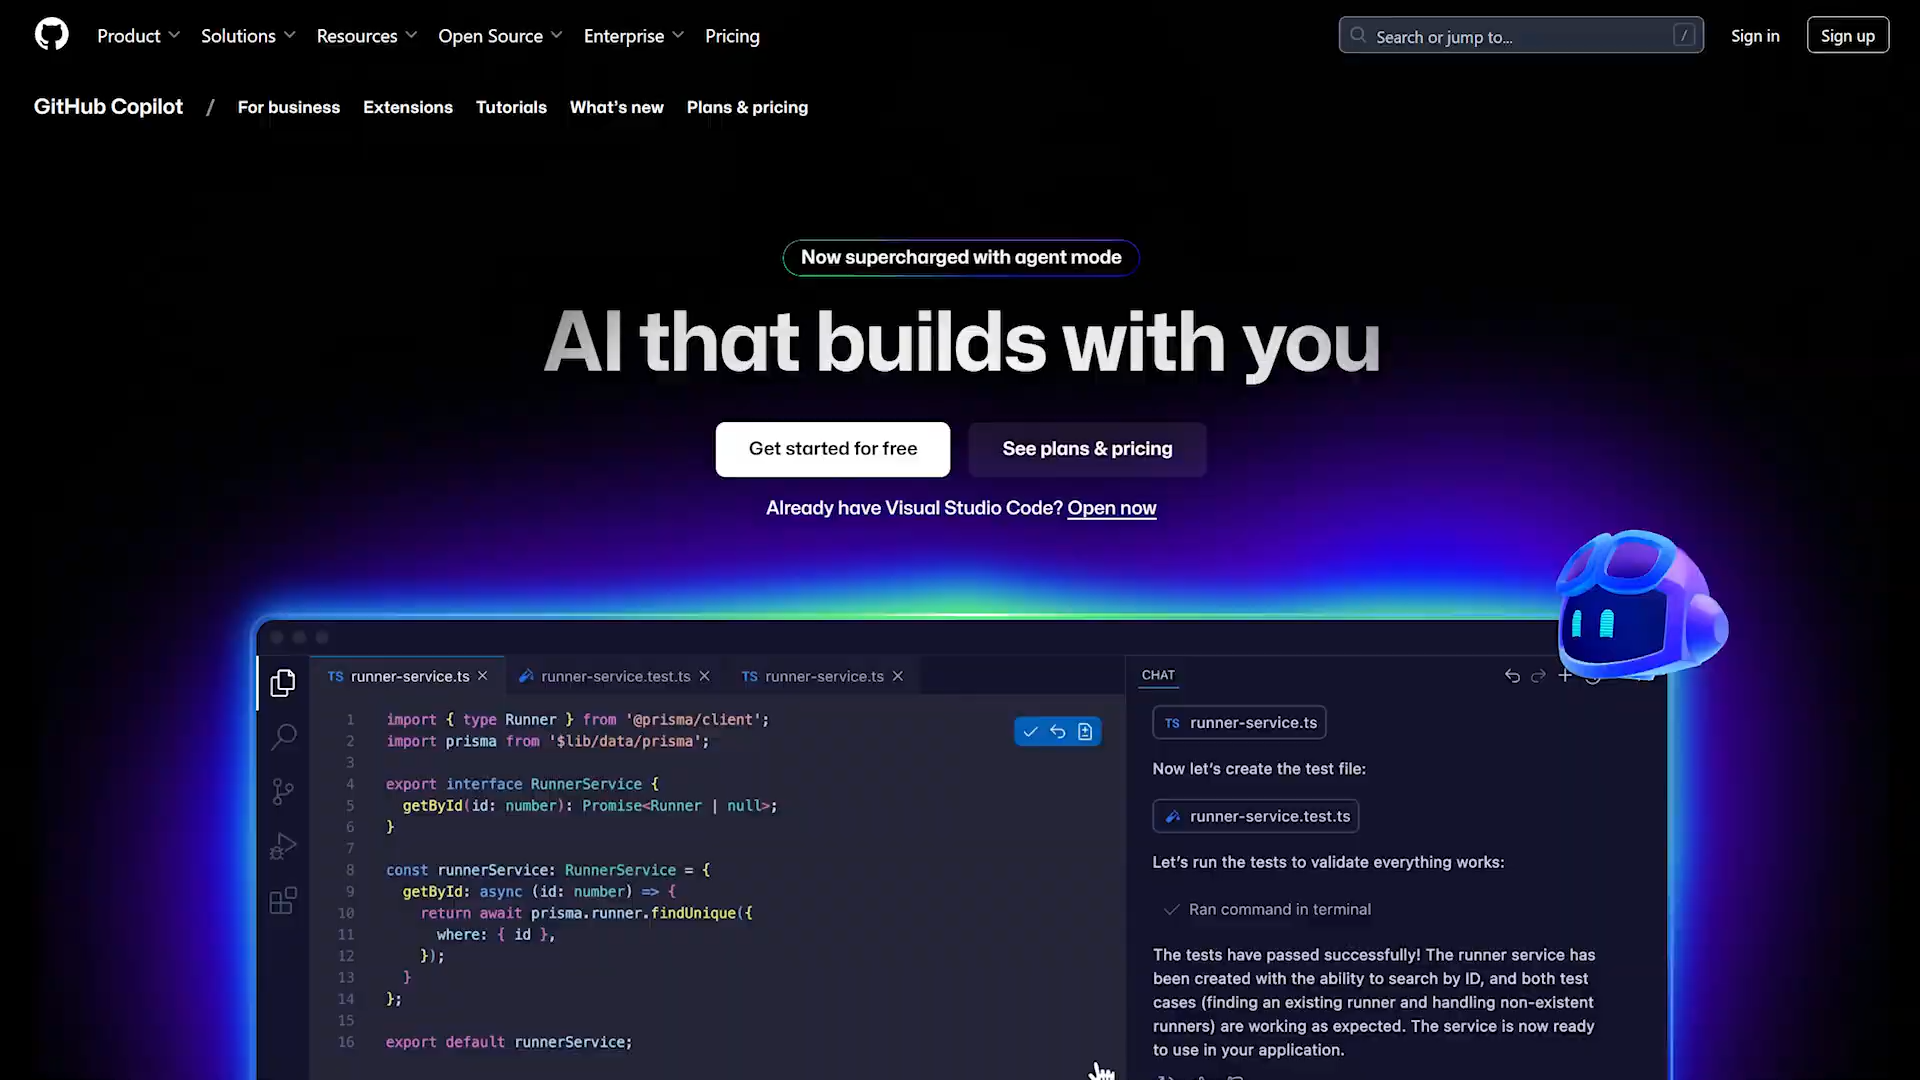 Product Solutions Resources Open Source Enterprise Pricing Search or jump to... / Sign in Sign up
GitHub Copilot / For business Extensions Tutorials What's new Plans & pricing
Now supercharged with agent mode
AI that builds with you
Get started for free See plans & pricing
Already have Visual Studio Code? Open now
TS runner-service.ts runner-service.test.ts TS runner-service.ts
1 import { type Runner } from '@prisma/client';
2 import prisma from '$lib/data/prisma';
3
4 export interface RunnerService {
5 getById(id: number): Promise<Runner | null>;
6 }
7
8 const runnerService: RunnerService = {
9 getById: async (id: number) => {
10 return await prisma.runner.findUnique({
11 where: { id },
12 });
13 }
14 };
15
16 export default runnerService;
CHAT
TS runner-service.ts
Now let's create the test file:
runner-service.test.ts
Let's run the tests to validate everything works:
Ran command in terminal
The tests have passed successfully! The runner service has
been created with the ability to search by ID, and both test
cases (finding an existing runner and handling non-existent
runners) are working as expected. The service is now ready
to use in your application.